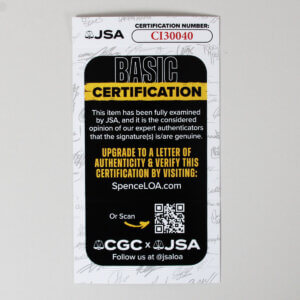 JSA
CERTIFICATION NUMBER:
CI30040
BASIC
CERTIFICATION
This item has been fully examined
by JSA, and it is the considered
opinion of our expert authenticators
that the signature(s) is/are genuine.
UPGRADE TO A LETTER OF
AUTHENTICITY & VERIFY THIS
CERTIFICATION BY VISITING:
SpenceLOA.com
Or Scan
CGC x JSA
Follow us at @jsaloa